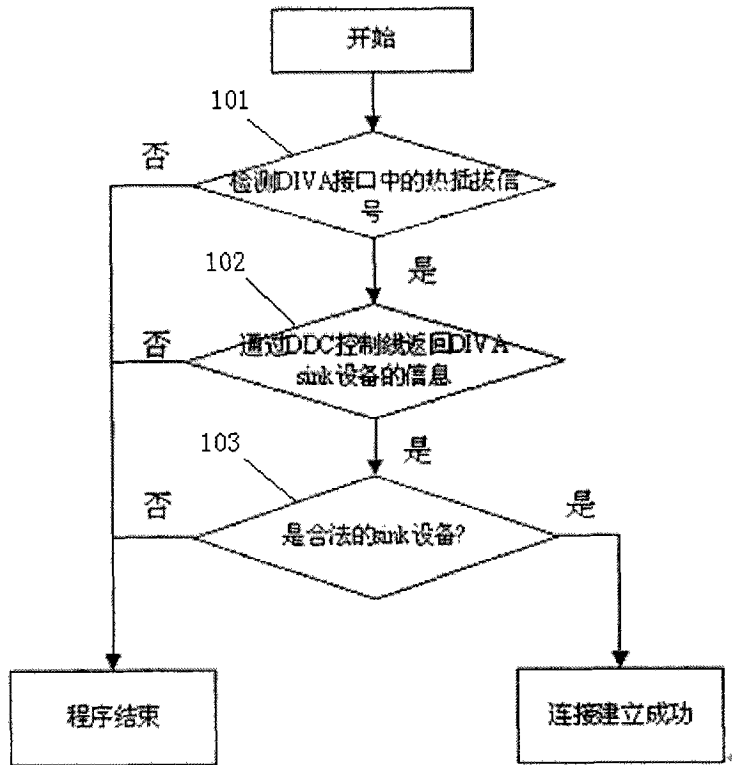 开始
101
否
检测DIVA接口中的热插拔信
号
是
102
否
通过DDC控制线返回DIVA
sink设备的信息
是
103
否
是合法的sink设备?
是
程序结束
连接建立成功